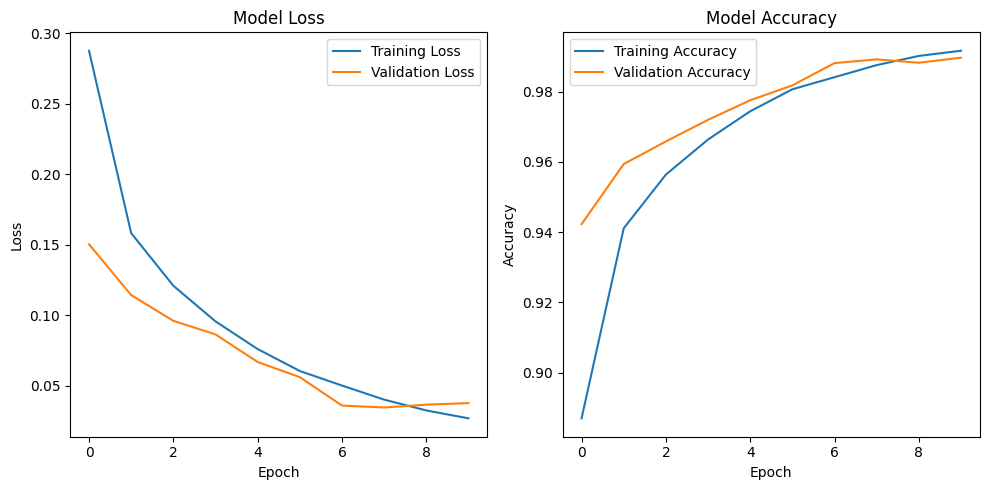 Model Loss
0.30
0.25
0.20
0.15
0.10
0.05
Loss
Training Loss
Validation Loss
0 2 4 6 8
Epoch
Model Accuracy
0.98
0.96
0.94
0.92
0.90
Accuracy
Training Accuracy
Validation Accuracy
0 2 4 6 8
Epoch